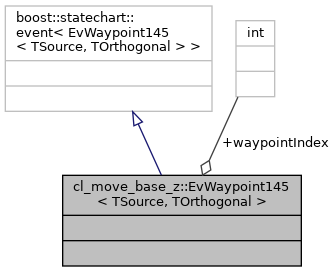 boost::statechart::
event< EvWaypoint145
< TSource, TOrthogonal > >
int
+waypointIndex
cl_move_base_z::EvWaypoint145
< TSource, TOrthogonal >